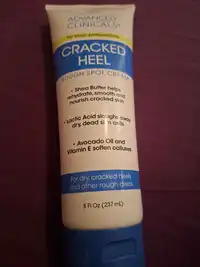 ADVANCED
CLINICALS
CRACKED
HEEL
ROUGH SPOT CREAM
• Shea Butter helps
rehydrate, smooth and
nourish cracked skin
• Lactic Acid sloughs away
dry, dead skin cells
• Avocado Oil and
Vitamin E soften calluses
For dry, cracked heels
and other rough areas.
8 Fl Oz (237 mL)